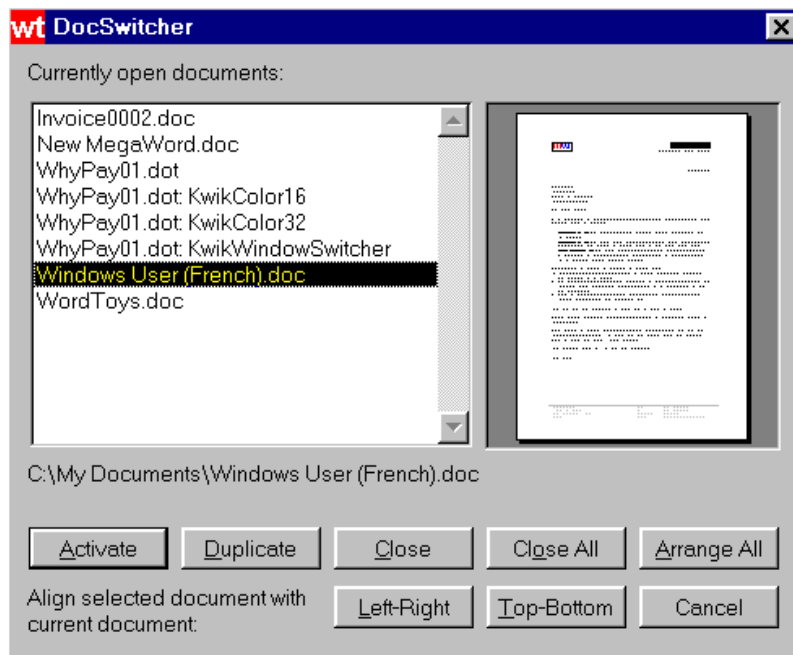 wt DocSwitcher
Currently open documents:
Invoice0002.doc
New MegaWord.doc
WhyPay01.dot
WhyPay01.dot: KwikColor16
WhyPay01.dot: KwikColor32
WhyPay01.dot: KwikWindowSwitcher
Windows User (French).doc
WordToys.doc
C:\My Documents\Windows User (French).doc
Activate Duplicate Close Close All Arrange All
Align selected document with
current document:
Left-Right Top-Bottom Cancel